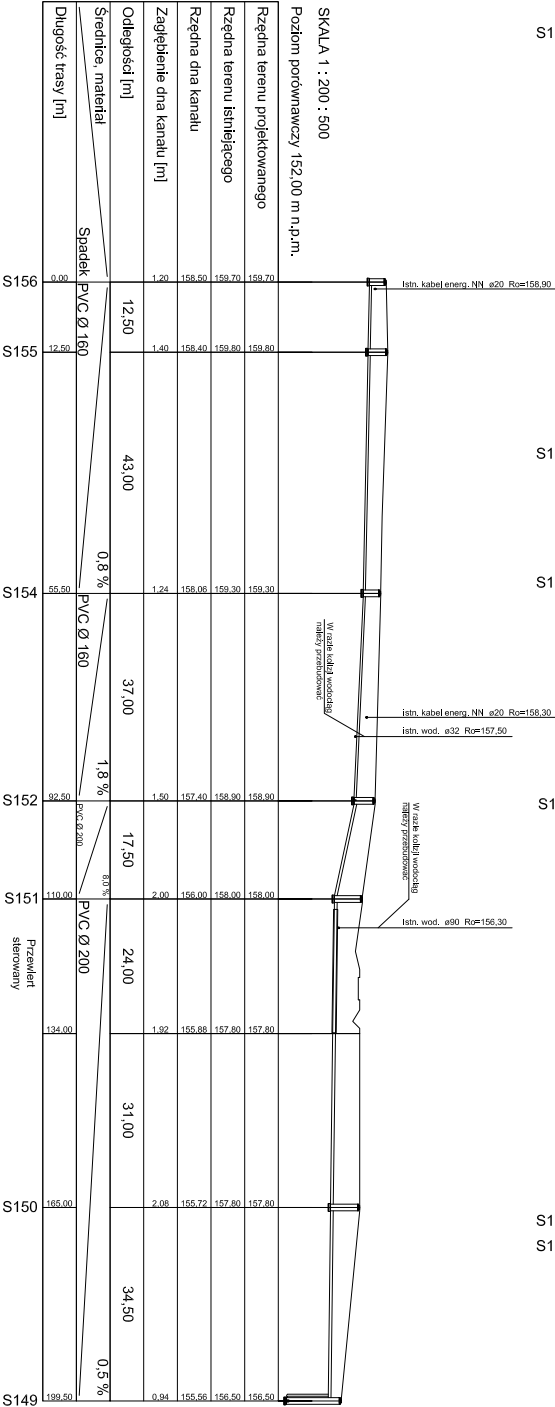 SKALA 1 : 200 : 500
Poziom porównawczy 152,00 m n.p.m.
Rzędna terenu projektowanego
159,70 159,80 159,30 158,90 158,00 157,80 157,80 156,50
Rzędna terenu istniejącego
159,70 159,80 159,30 158,90 158,00 157,80 157,80 156,50
Rzędna dna kanału
158,50 158,40 158,06 157,40 156,00 155,88 155,72 155,56
Zagłębienie dna kanału [m]
1,20 1,40 1,24 1,50 2,00 1,92 2,08 0,94
Odległości [m]
12,50 43,00 37,00 17,50 24,00 31,00 34,50
Średnice, materiał
Spadek
PVC Ø 160 0,8 %
PVC Ø 160 1,8 %
PVC Ø 200 8,0 %
PVC Ø 200 0,5 %
Długość trasy [m]
0,00 12,50 55,50 92,50 110,00 134,00 165,00 199,50
S156
S155
S154
S152
S151
Przewiert
sterowany
S150
S149
Istn. kabel energ. NN ø20 Ro=158,90
istn. kabel energ. NN ø20 Ro=158,30
istn. wod. ø32 Ro=157,50
W razie kolizji wodociąg
należy przebudować
Istn. wod. ø90 Ro=156,30
W razie kolizji wodociąg
należy przebudować
S1
S1
S1
S1
S1
S1